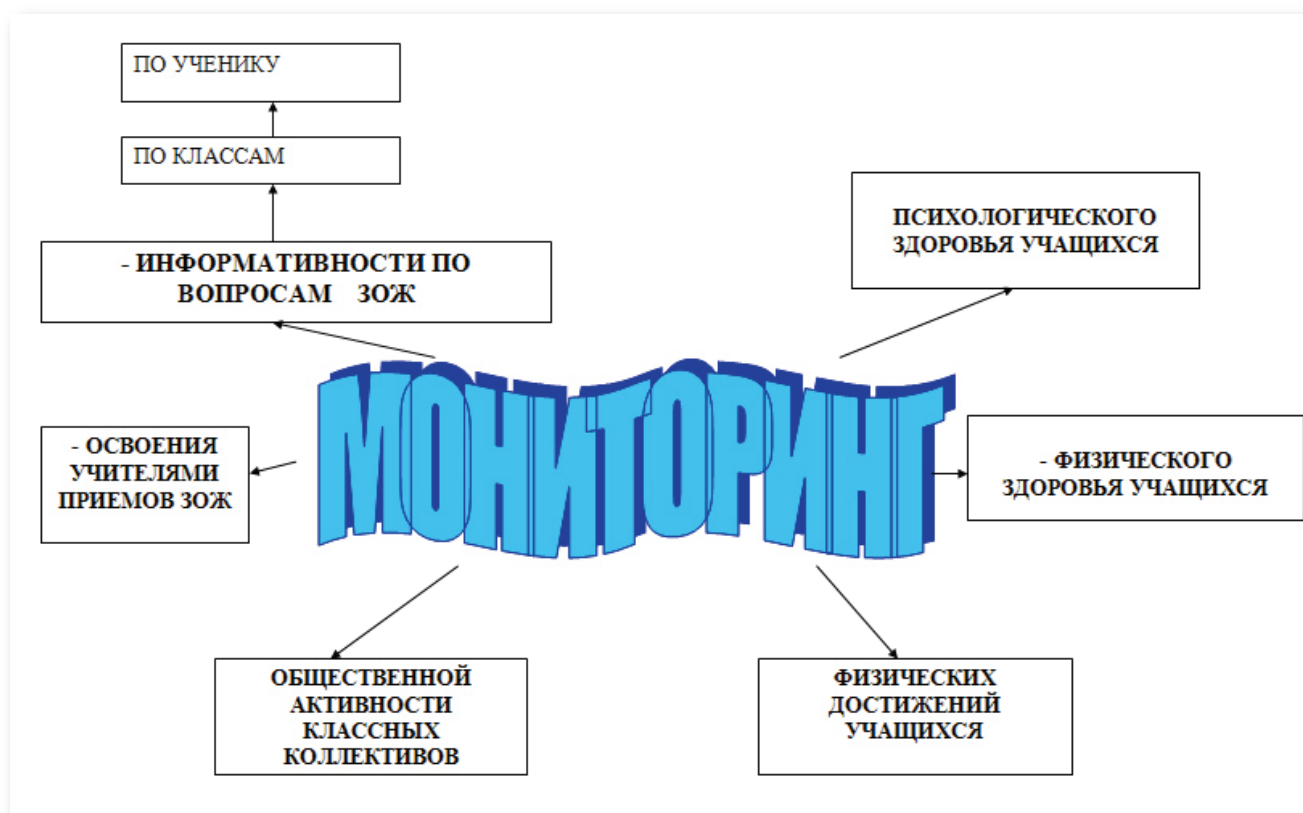 ПО УЧЕНИКУ
ПО КЛАССАМ
- ИНФОРМАТИВНОСТИ ПО
ВОПРОСАМ ЗОЖ
ПСИХОЛОГИЧЕСКОГО
ЗДОРОВЬЯ УЧАЩИХСЯ
МОНИТОРИНГ
- ОСВОЕНИЯ
УЧИТЕЛЯМИ
ПРИЕМОВ ЗОЖ
- ФИЗИЧЕСКОГО
ЗДОРОВЬЯ УЧАЩИХСЯ
ОБЩЕСТВЕННОЙ
АКТИВНОСТИ
КЛАССНЫХ
КОЛЛЕКТИВОВ
ФИЗИЧЕСКИХ
ДОСТИЖЕНИЙ
УЧАЩИХСЯ